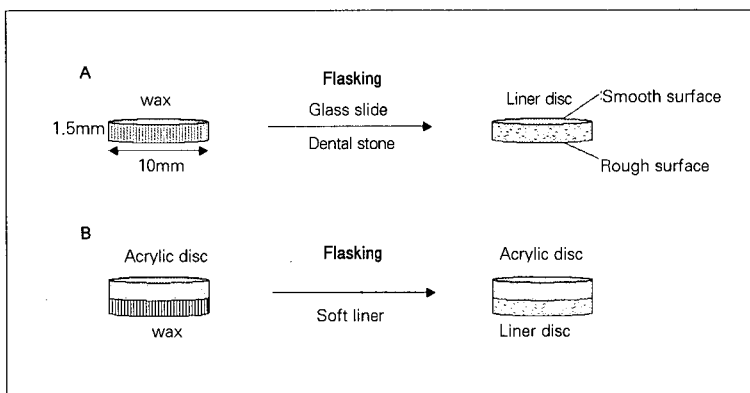 A
wax
1.5mm
10mm
Flasking
Glass slide
Dental stone
Liner disc
Smooth surface
Rough surface
B
Acrylic disc
wax
Flasking
Soft liner
Acrylic disc
Liner disc